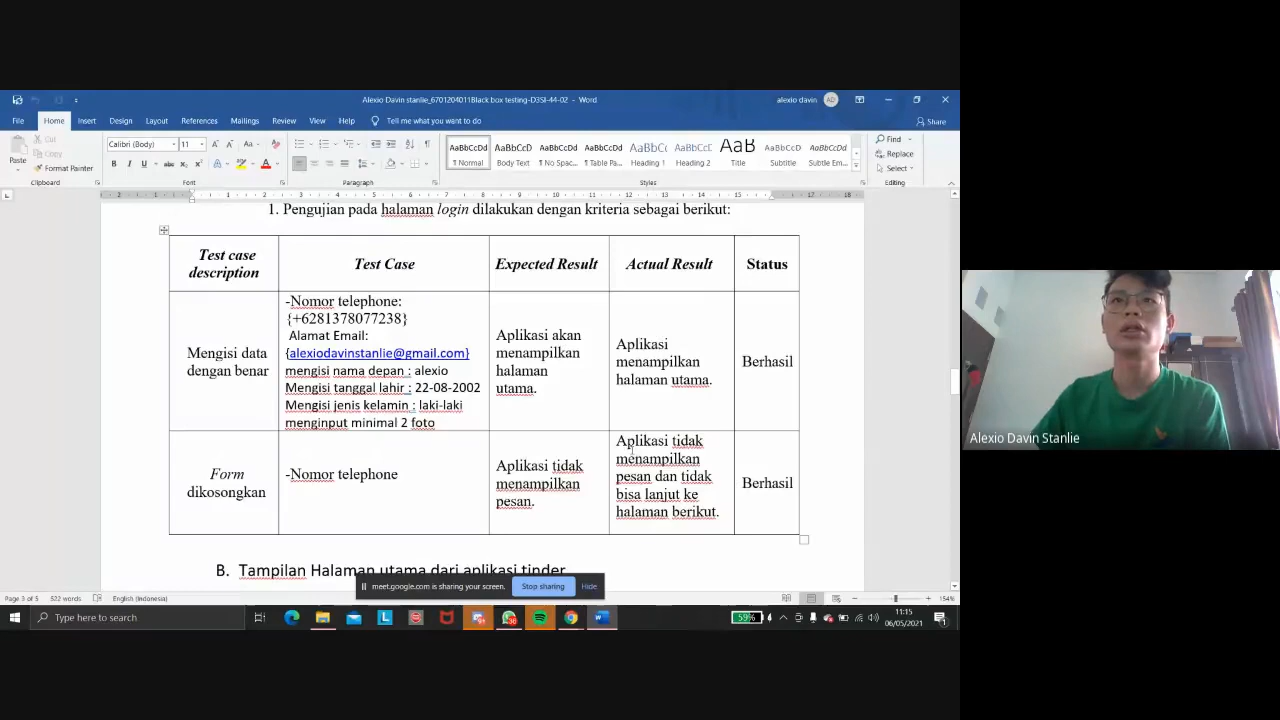 Alexio Davin stanlie_6701204011Black box testing-D3SI-44-02 - Word
alexio davin
AD
File Home Insert Design Layout References Mailings Review View Help Tell me what you want to do
Share
Paste
Cut
Copy
Format Painter
Clipboard
Calibri (Body) 11
Font
Paragraph
AaBbCcDd AaBbCcD AaBbCcDd AaBbCcDd AaBbCc AaBbCcD AaB AaBbCcD AaBbCcDd
¶ Normal Body Text ¶ No Spac... ¶ Table Pa... Heading 1 Heading 2 Title Subtitle Subtle Em...
Styles
Find
Replace
Select
Editing
1. Pengujian pada halaman login dilakukan dengan kriteria sebagai berikut:
Test case description
Test Case
Expected Result
Actual Result
Status
Mengisi data
dengan benar
-Nomor telephone:
{+6281378077238}
Alamat Email:
{alexiodavinstanlie@gmail.com}
mengisi nama depan : alexio
Mengisi tanggal lahir : 22-08-2002
Mengisi jenis kelamin : laki-laki
menginput minimal 2 foto
Aplikasi akan
menampilkan
halaman
utama.
Aplikasi
menampilkan
halaman utama.
Berhasil
Form
dikosongkan
-Nomor telephone
Aplikasi tidak
menampilkan
pesan.
Aplikasi tidak
menampilkan
pesan dan tidak
bisa lanjut ke
halaman berikut.
Berhasil
B. Tampilan Halaman utama dari aplikasi tinder
meet.google.com is sharing your screen. Stop sharing Hide
Page 3 of 5 522 words English (Indonesia)
154%
Type here to search
59%
11:15
06/05/2021
Alexio Davin Stanlie